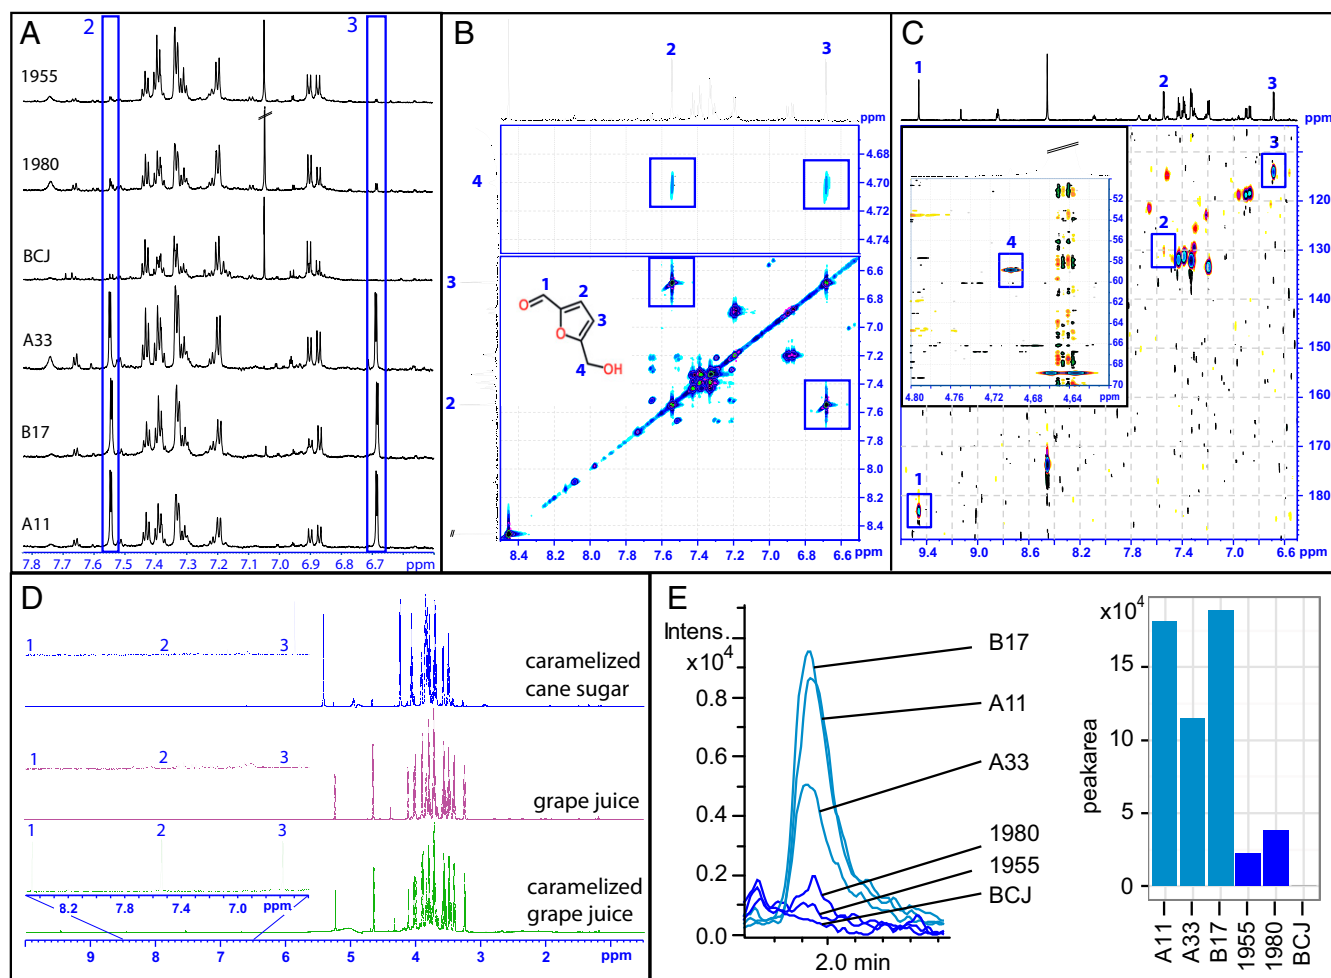 A
2
3
1955
1980
BCJ
A33
B17
A11
7.8 7.7 7.6 7.5 7.4 7.3 7.2 7.1 7.0 6.9 6.8 6.7 ppm
B
2
3
ppm
4
4.68
4.70
4.72
4.74
3
2
6.6
6.8
7.0
7.2
7.4
7.6
7.8
8.0
8.2
8.4
1
O
2
O
3
4
OH
8.4 8.2 8.0 7.8 7.6 7.4 7.2 7.0 6.8 6.6 ppm
C
1
2
3
ppm
3
2
4
1
52
54
56
58
60
62
64
66
68
70
4.80 4.76 4.72 4.68 4.64 ppm
120
130
140
150
160
170
180
9.4 9.0 8.6 8.2 7.8 7.4 7.0 6.6 ppm
D
1 2 3
caramelized
cane sugar
1 2 3
grape juice
1 2 3
caramelized
grape juice
8.2 7.8 7.4 7.0 ppm
9 8 7 6 5 4 3 2 ppm
E
Intens.
x10⁴
0.8
0.6
0.4
0.2
0.0
2.0 min
B17
A11
A33
1980
1955
BCJ
x10⁴
15
10
5
0
peakarea
A11
A33
B17
1955
1980
BCJ